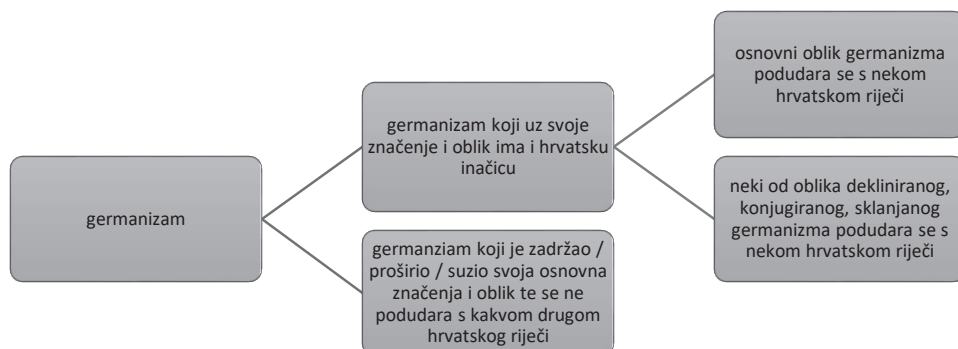 germanizam
germanizam koji uz svoje
značenje i oblik ima i hrvatsku
inačicu
osnovni oblik germanizma
podudara se s nekom
hrvatskom riječi
neki od oblika dekliniranog,
konjugiranog, sklanjanog
germanizma podudara se s
nekom hrvatskom riječi
germanziam koji je zadržao /
proširio / suzio svoja osnovna
značenja i oblik te se ne
podudara s kakvom drugom
hrvatskog riječi